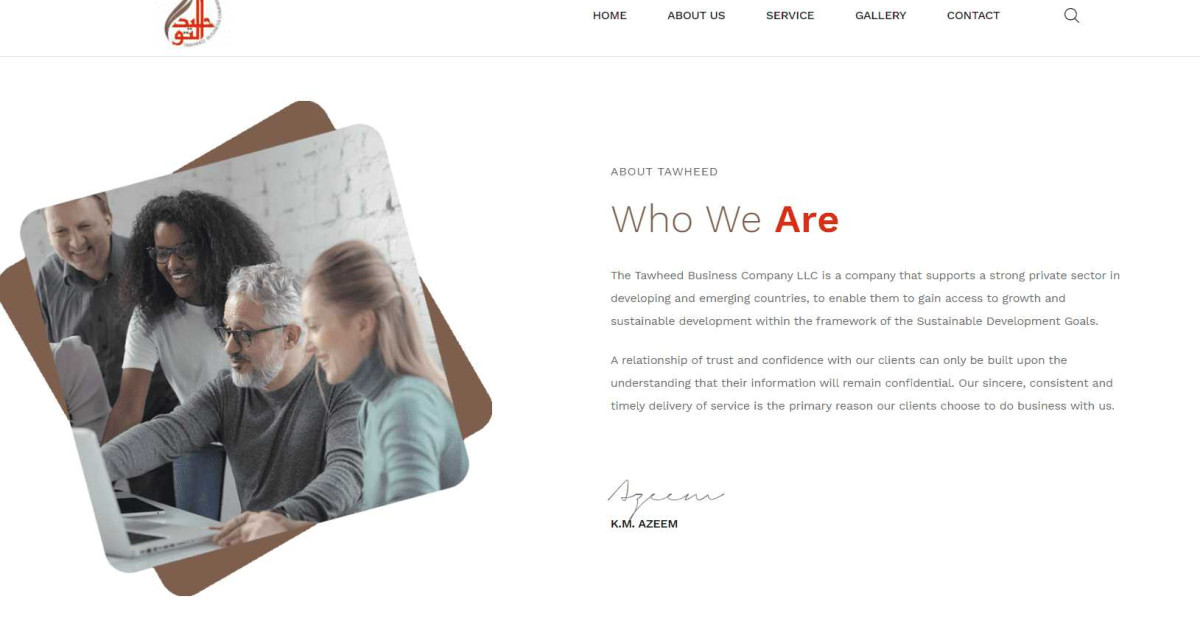 HOME ABOUT US SERVICE GALLERY CONTACT
ABOUT TAWHEED
Who We Are
The Tawheed Business Company LLC is a company that supports a strong private sector in
developing and emerging countries, to enable them to gain access to growth and
sustainable development within the framework of the Sustainable Development Goals.
A relationship of trust and confidence with our clients can only be built upon the
understanding that their information will remain confidential. Our sincere, consistent and
timely delivery of service is the primary reason our clients choose to do business with us.
Azeem
K.M. AZEEM